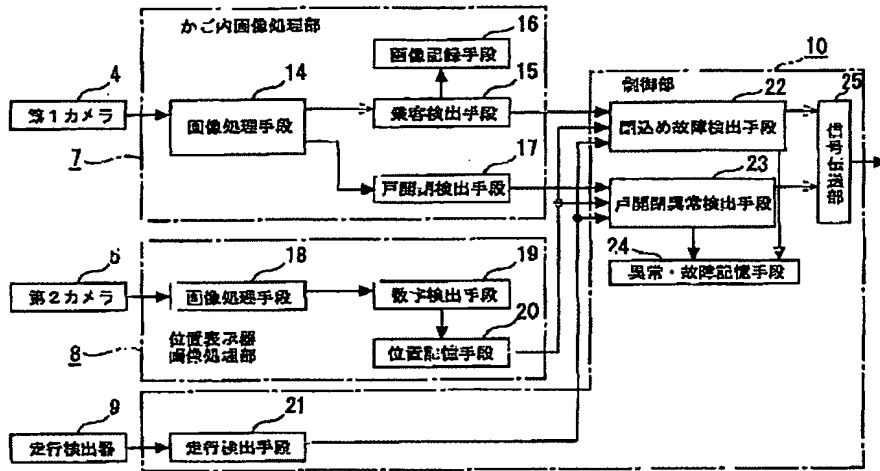 かご内画像処理部
16
画像記録手段
10
4
14
15
制御部
22
25
第1カメラ
画像処理手段
乗客検出手段
閉込め故障検出手段
信号伝送部
7
17
23
戸開閉検出手段
戸開閉異常検出手段
24
異常・故障記憶手段
6
18
19
第2カメラ
画像処理手段
数字検出手段
20
位置表示器
画像処理部
位置記憶手段
8
9
21
走行検出器
走行検出手段